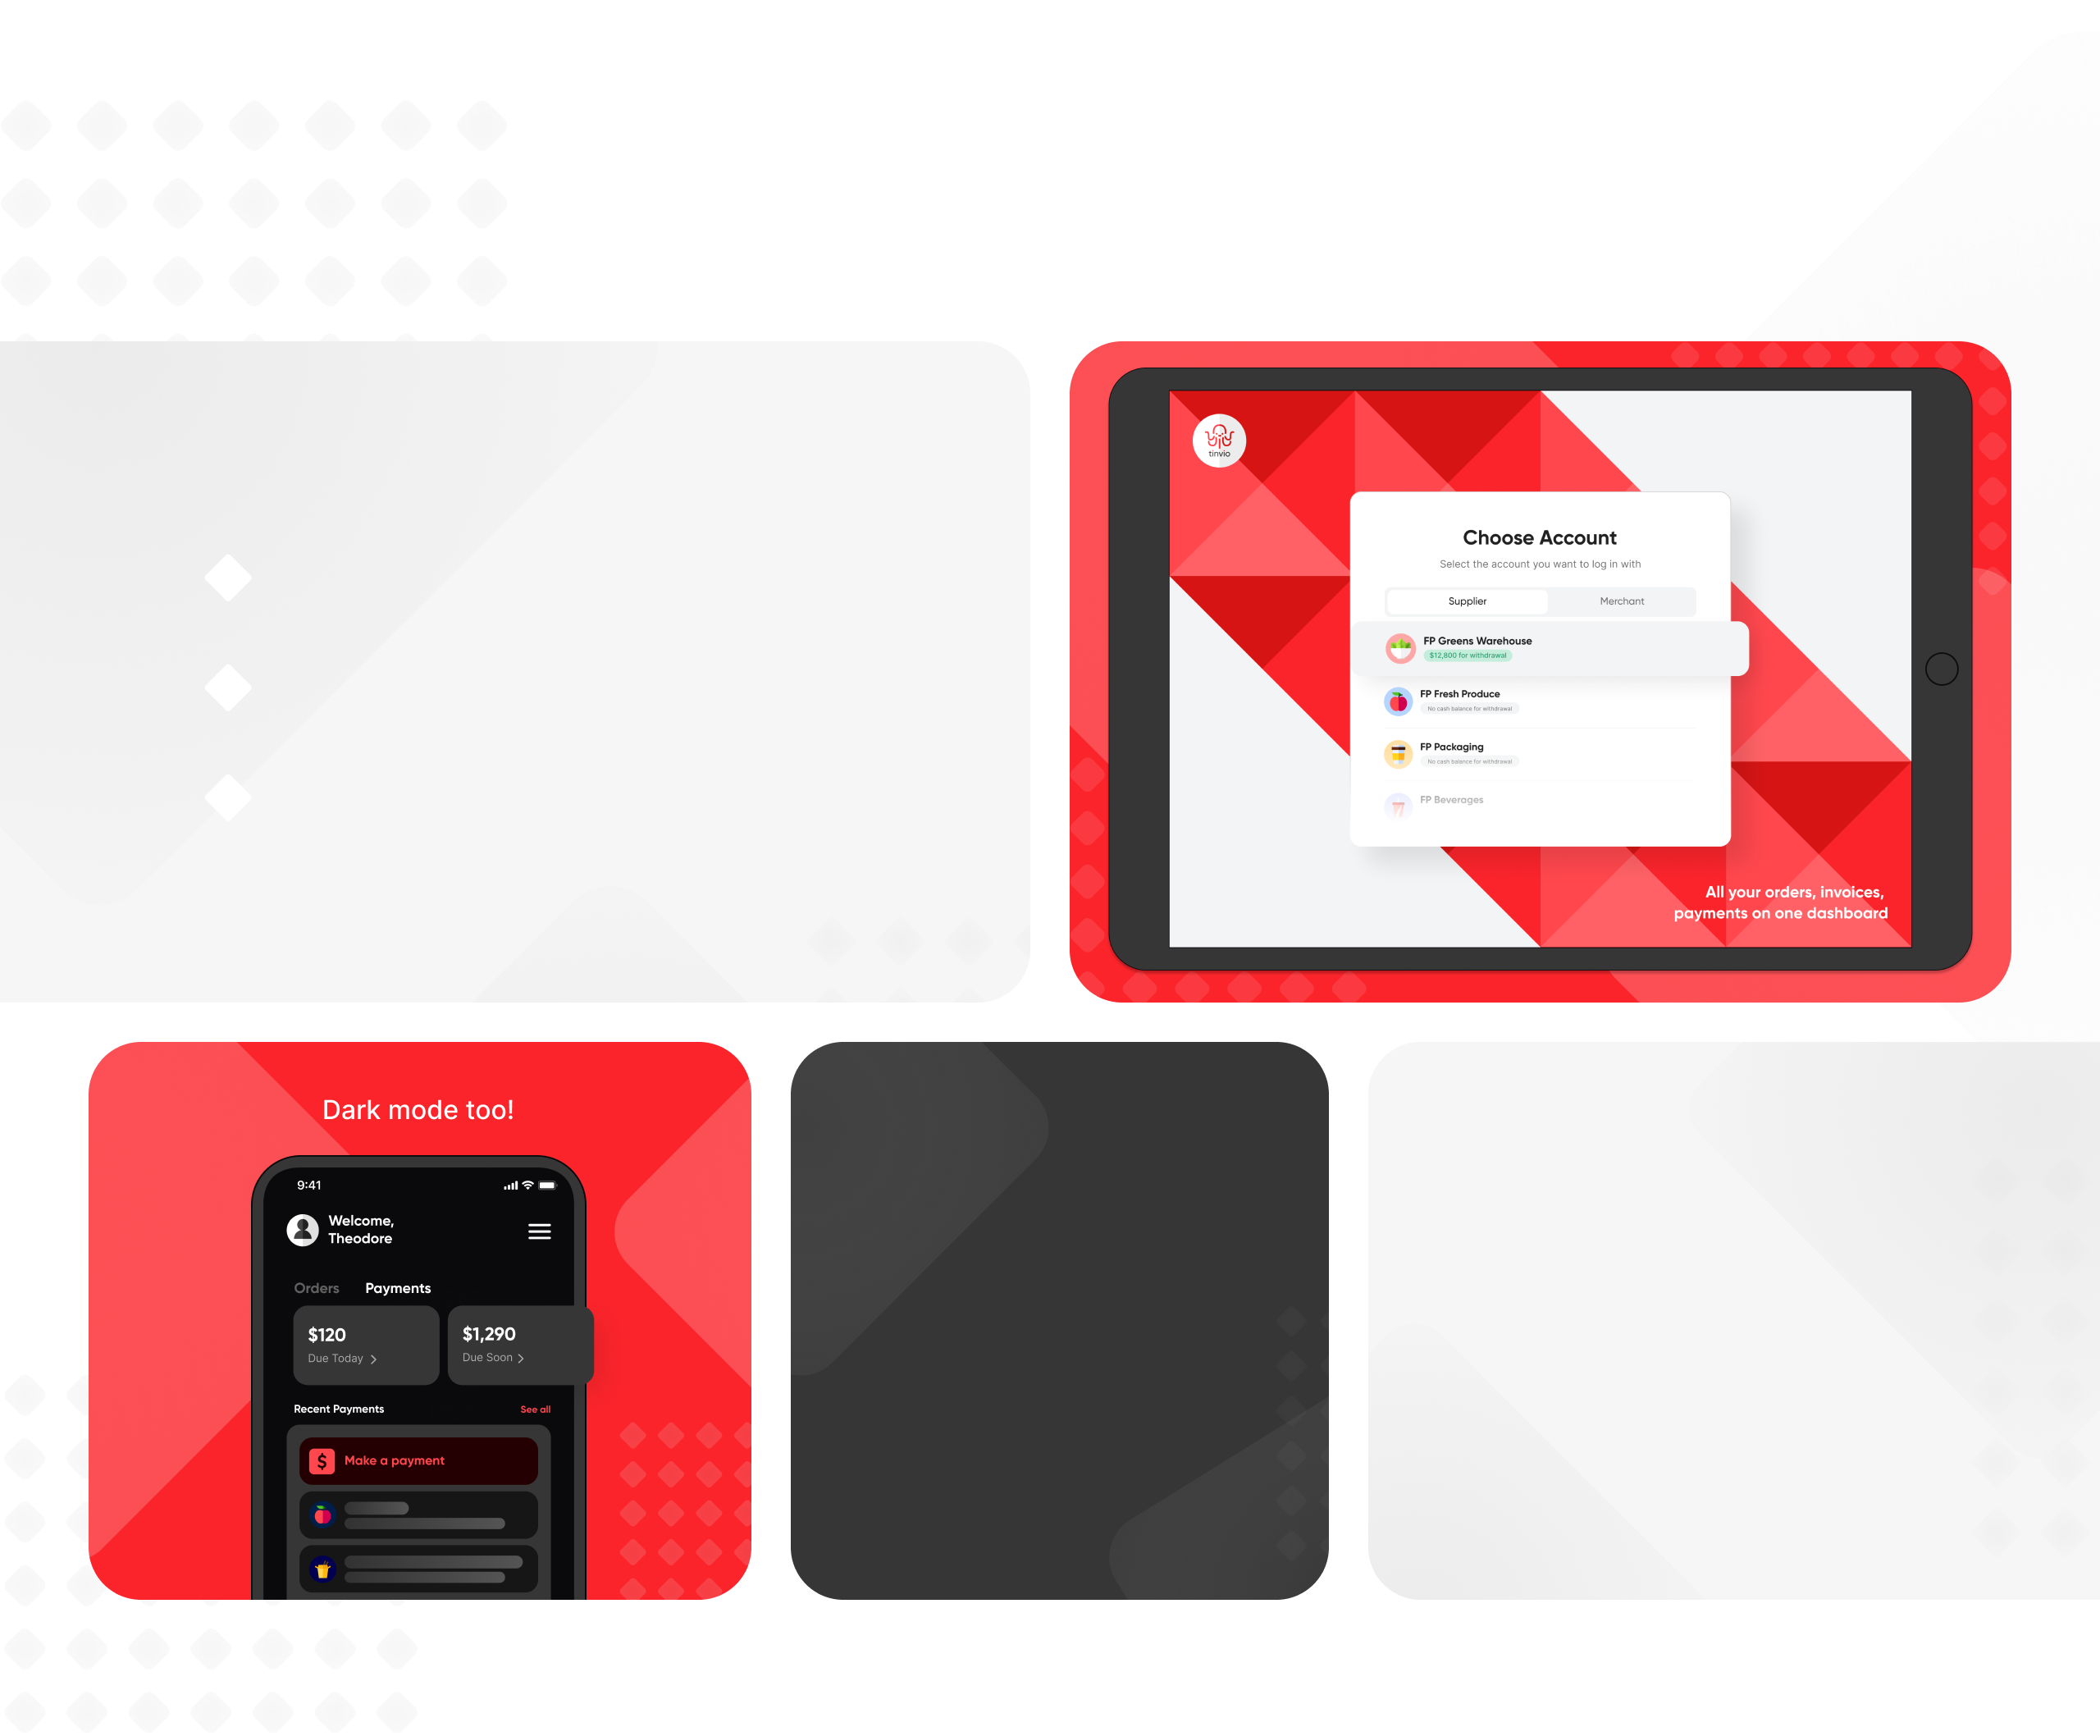 tinvio
Choose Account
Select the account you want to log in with
Supplier
Merchant
FP Greens Warehouse
$12,800 for withdrawal
FP Fresh Produce
No cash balance for withdrawal
FP Packaging
No cash balance for withdrawal
FP Beverages
All your orders, invoices,
payments on one dashboard
Dark mode too!
9:41
Welcome,
Theodore
Orders
Payments
$120
Due Today
$1,290
Due Soon
Recent Payments
See all
$
Make a payment